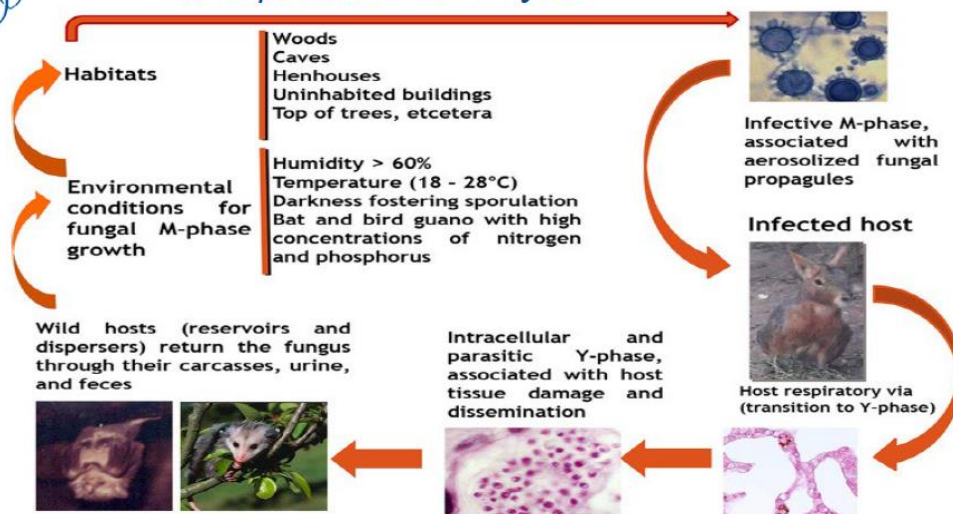 Habitats
Woods
Caves
Henhouses
Uninhabited buildings
Top of trees, etcetera
Infective M-phase,
associated with
aerosolized fungal
propagules
Environmental
conditions for
fungal M-phase
growth
Humidity > 60%
Temperature (18 - 28°C)
Darkness fostering sporulation
Bat and bird guano with high
concentrations of nitrogen
and phosphorus
Infected host
Host respiratory via
(transition to Y-phase)
Intracellular and
parasitic Y-phase,
associated with host
tissue damage and
dissemination
Wild hosts (reservoirs and
dispersers) return the fungus
through their carcasses, urine,
and feces